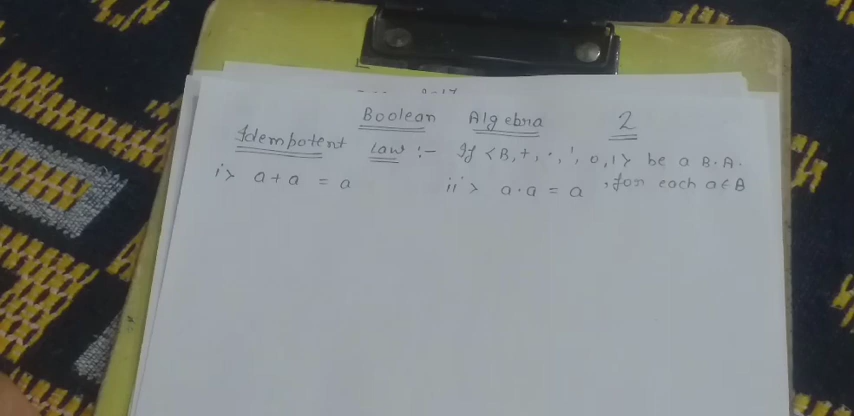 Boolean Algebra 2
Idempotent Law :- If <B, +, ·, ', 0, 1> be a B.A.
i> a + a = a ii> a · a = a , for each a ∈ B